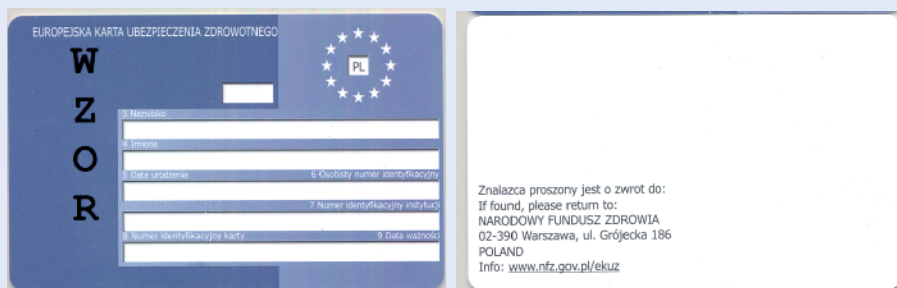 EUROPEJSKA KARTA UBEZPIECZENIA ZDROWOTNEGO
W
Z
O
R
PL
3 Nazwisko
4 Imiona
5 Data urodzenia 6 Osobisty numer identyfikacyjny
7 Numer identyfikacyjny instytucji
8 Numer identyfikacyjny karty 9 Data ważności
Znalazca proszony jest o zwrot do:
If found, please return to:
NARODOWY FUNDUSZ ZDROWIA
02-390 Warszawa, ul. Grójecka 186
POLAND
Info: www.nfz.gov.pl/ekuz